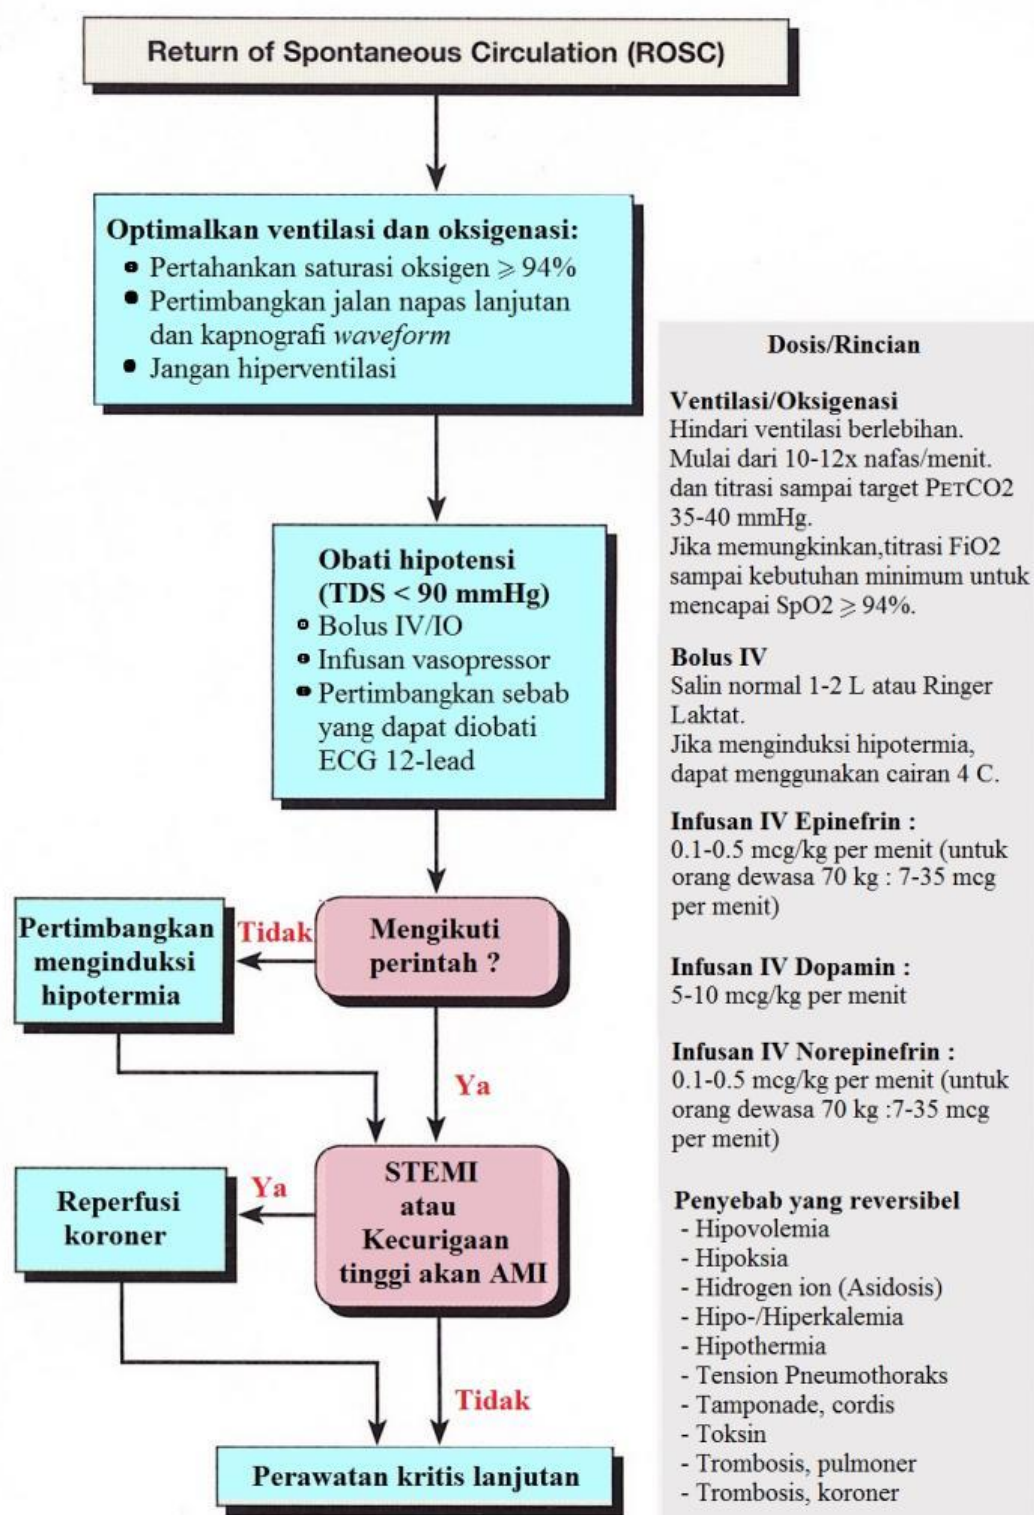 Return of Spontaneous Circulation (ROSC)
Optimalkan ventilasi dan oksigenasi:
• Pertahankan saturasi oksigen ⩾ 94%
• Pertimbangkan jalan napas lanjutan
dan kapnografi waveform
• Jangan hiperventilasi
Obati hipotensi
(TDS < 90 mmHg)
• Bolus IV/IO
• Infusan vasopressor
• Pertimbangkan sebab
yang dapat diobati
ECG 12-lead
Mengikuti
perintah ?
Tidak
Pertimbangkan
menginduksi
hipotermia
Ya
STEMI
atau
Kecurigaan
tinggi akan AMI
Ya
Reperfusi
koroner
Tidak
Perawatan kritis lanjutan
Dosis/Rincian
Ventilasi/Oksigenasi
Hindari ventilasi berlebihan.
Mulai dari 10-12x nafas/menit.
dan titrasi sampai target PETCO2
35-40 mmHg.
Jika memungkinkan,titrasi FiO2
sampai kebutuhan minimum untuk
mencapai SpO2 ⩾ 94%.
Bolus IV
Salin normal 1-2 L atau Ringer
Laktat.
Jika menginduksi hipotermia,
dapat menggunakan cairan 4 C.
Infusan IV Epinefrin :
0.1-0.5 mcg/kg per menit (untuk
orang dewasa 70 kg : 7-35 mcg
per menit)
Infusan IV Dopamin :
5-10 mcg/kg per menit
Infusan IV Norepinefrin :
0.1-0.5 mcg/kg per menit (untuk
orang dewasa 70 kg :7-35 mcg
per menit)
Penyebab yang reversibel
- Hipovolemia
- Hipoksia
- Hidrogen ion (Asidosis)
- Hipo-/Hiperkalemia
- Hipothermia
- Tension Pneumothoraks
- Tamponade, cordis
- Toksin
- Trombosis, pulmoner
- Trombosis, koroner